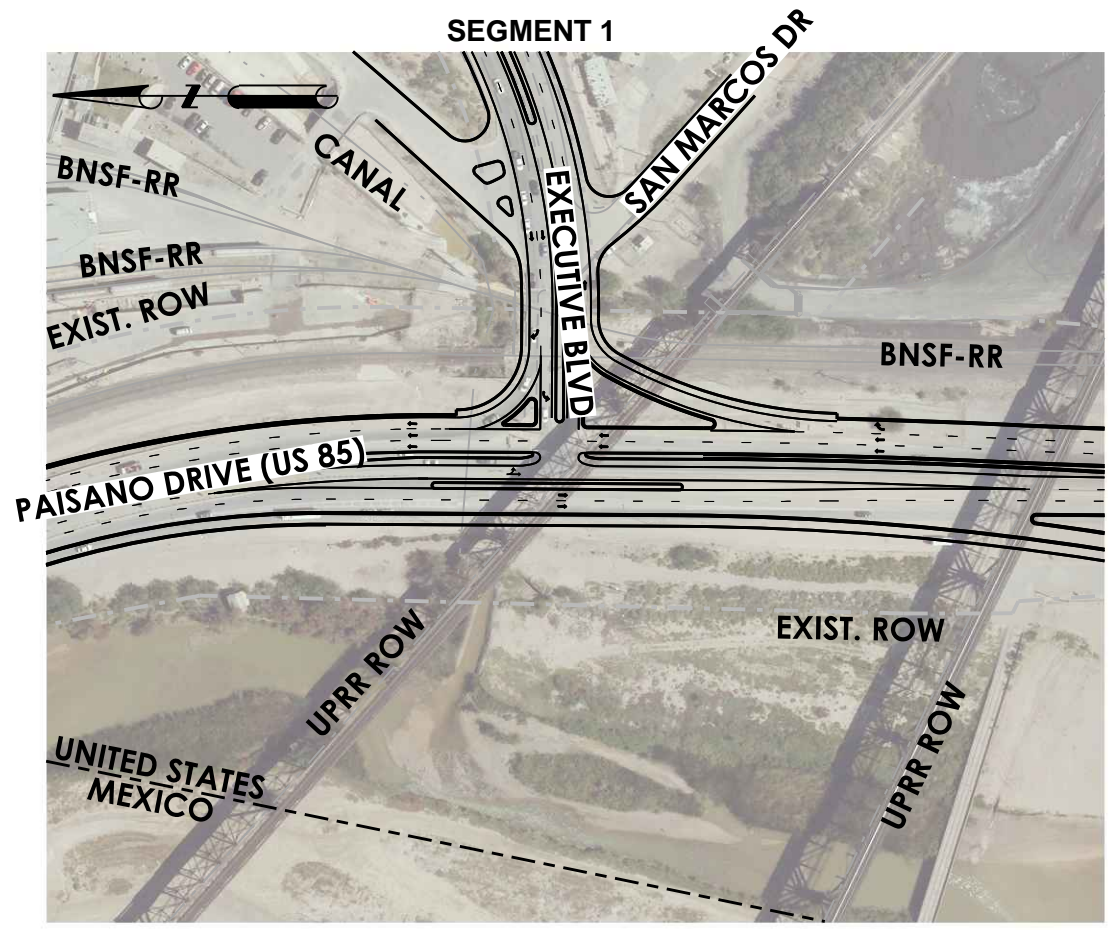 SEGMENT 1
SAN MARCOS DR
CANAL
BNSF-RR
EXECUTIVE BLVD
BNSF-RR
EXIST. ROW
BNSF-RR
PAISANO DRIVE (US 85)
EXIST. ROW
UPRR ROW
UPRR ROW
UNITED STATES
MEXICO